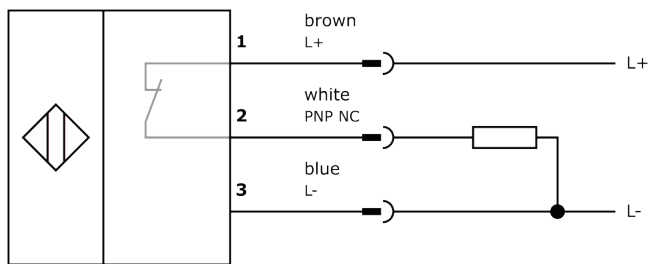 brown
1 L+
L+
white
2 PNP NC
blue
3 L-
L-